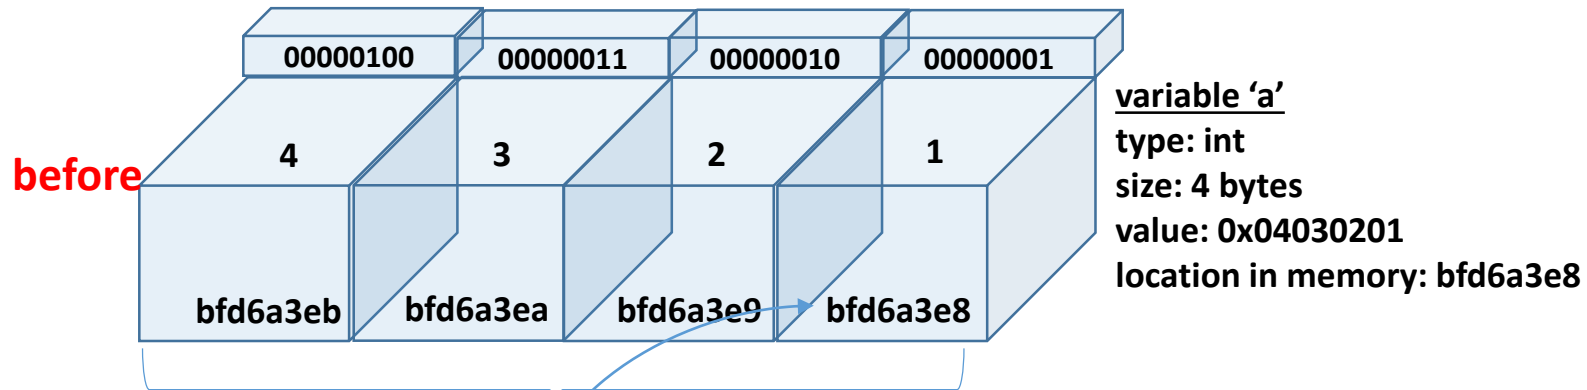 00000100 00000011 00000010 00000001
variable ‘a’
type: int
size: 4 bytes
value: 0x04030201
location in memory: bfd6a3e8
before
4 3 2 1
bfd6a3eb bfd6a3ea bfd6a3e9 bfd6a3e8